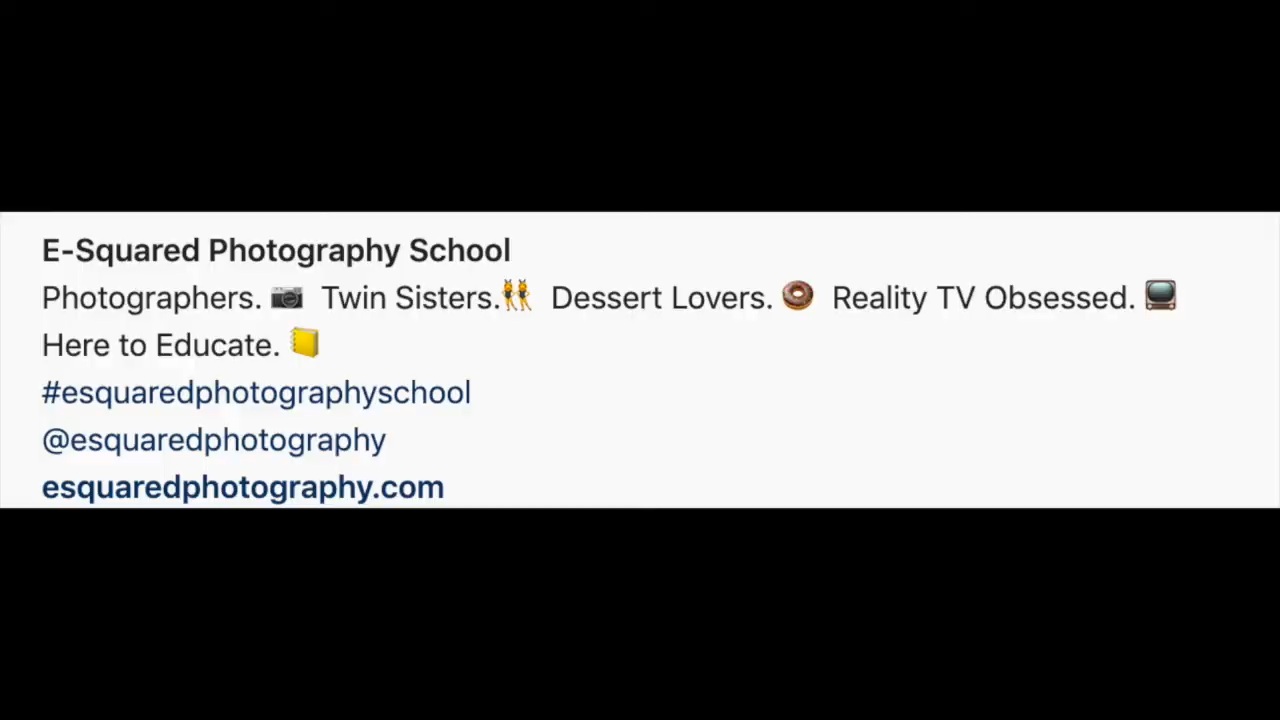 E-Squared Photography School
Photographers. 📷 Twin Sisters.👯 Dessert Lovers. 🍩 Reality TV Obsessed. 📺
Here to Educate. 📒
#esquaredphotographyschool
@esquaredphotography
esquaredphotography.com